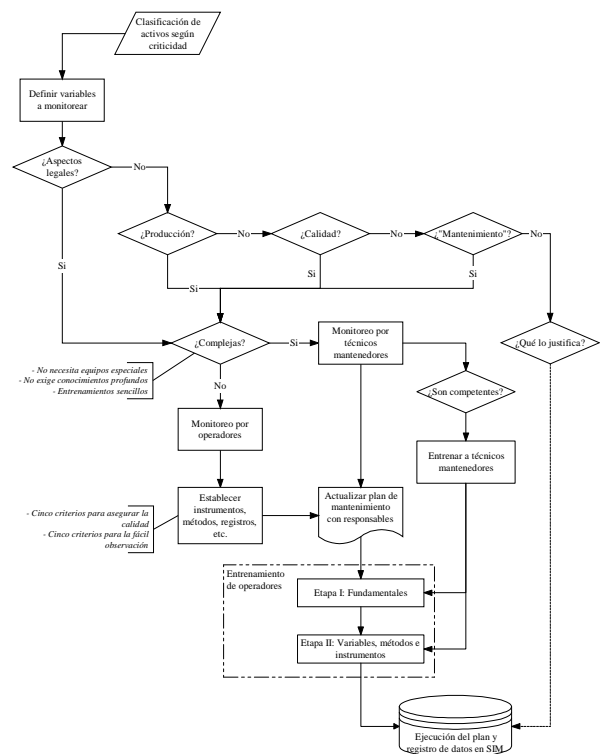 Clasificación de
activos según
criticidad
Definir variables
a monitorear
¿Aspectos
legales?
No
¿Producción?
No
¿Calidad?
No
¿"Mantenimiento"?
No
Si
Si
Si
Si
¿Complejas?
Si
Monitoreo por
técnicos
mantenedores
¿Qué lo justifica?
- No necesita equipos especiales
- No exige conocimientos profundos
- Entrenamientos sencillos
No
¿Son competentes?
Monitoreo por
operadores
Entrenar a técnicos
mantenedores
- Cinco criterios para asegurar la
calidad
- Cinco criterios para la fácil
observación
Establecer
instrumentos,
métodos, registros,
etc.
Actualizar plan de
mantenimiento
con responsables
Entrenamiento
de operadores
Etapa I: Fundamentales
Etapa II: Variables, métodos e
instrumentos
Ejecución del plan y
registro de datos en SIM